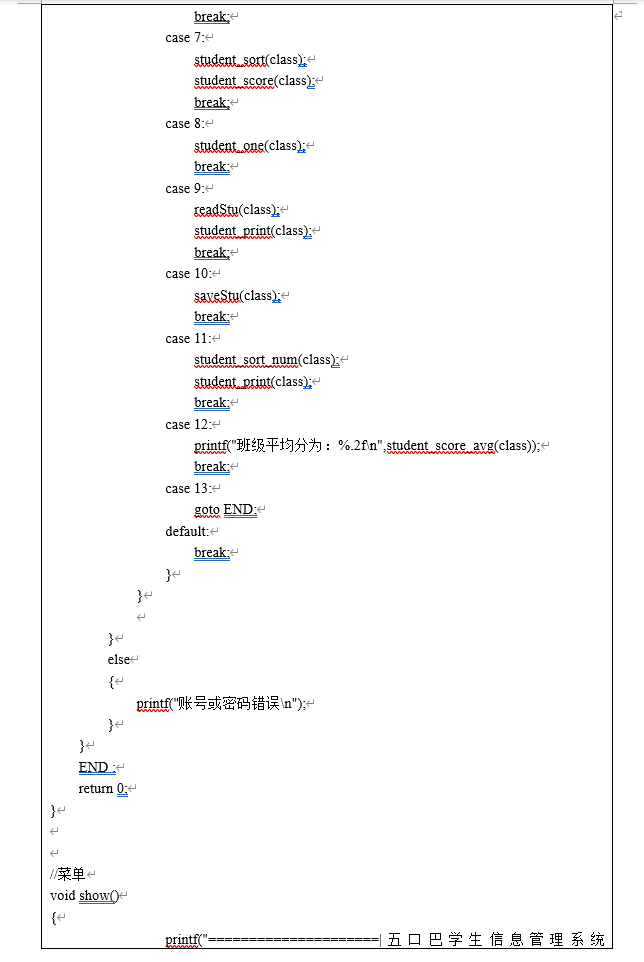 break;
case 7:
student_sort(class);
student_score(class);
break;
case 8:
student_one(class);
break;
case 9:
readStu(class);
student_print(class);
break;
case 10:
saveStu(class);
break;
case 11:
student_sort_num(class);
student_print(class);
break;
case 12:
printf("班级平均分为：%.2f\n",student_score_avg(class));
break;
case 13:
goto END;
default:
break;
}
}
}
else
{
printf("账号或密码错误\n");
}
}
END :
return 0;
}
//菜单
void show()
{
printf("=====================| 五 口 巴 学 生 信 息 管 理 系 统